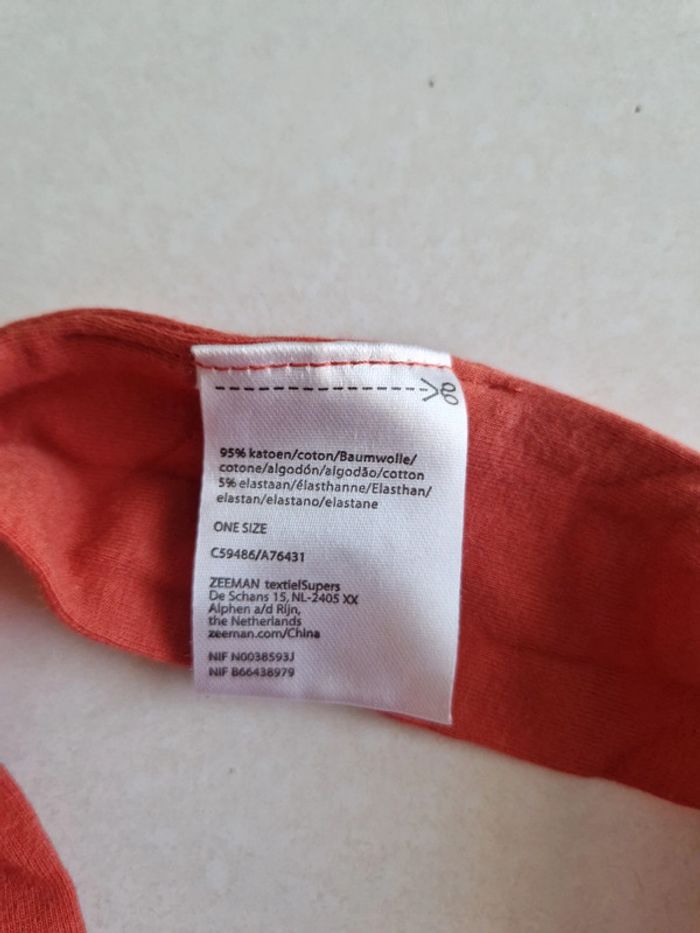 95% katoen/coton/Baumwolle/
cotone/algodón/algodão/cotton
5% elastaan/élasthanne/Elasthan/
elastan/elastano/elastane
ONE SIZE
C59486/A76431
ZEEMAN textielSupers
De Schans 15, NL-2405 XX
Alphen a/d Rijn,
the Netherlands
zeeman.com/China
NIF N0038593J
NIF B66438979